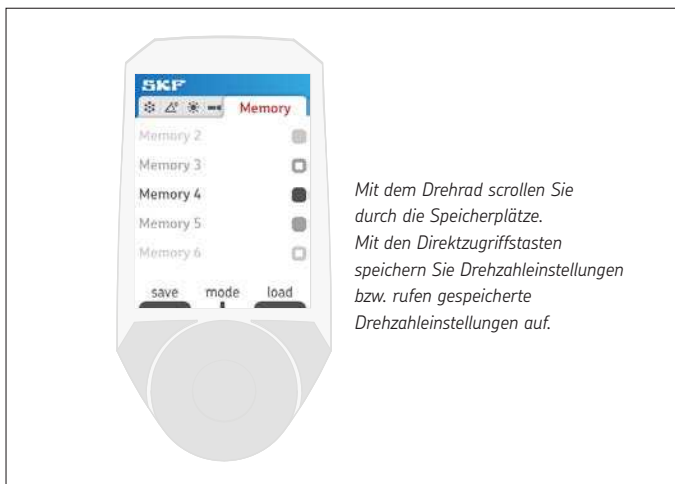 SKF
Memory
Memory 2
Memory 3
Memory 4
Memory 5
Memory 6
save mode load
Mit dem Drehrad scrollen Sie
durch die Speicherplätze.
Mit den Direktzugriffstasten
speichern Sie Drehzahleinstellungen
bzw. rufen gespeicherte
Drehzahleinstellungen auf.